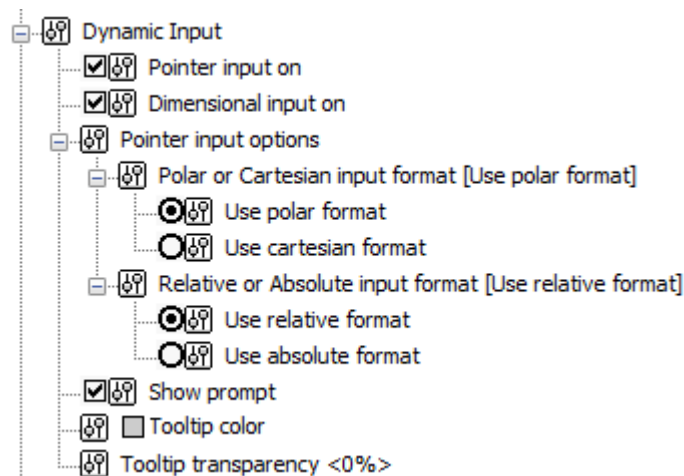 Dynamic Input
Pointer input on
Dimensional input on
Pointer input options
Polar or Cartesian input format [Use polar format]
Use polar format
Use cartesian format
Relative or Absolute input format [Use relative format]
Use relative format
Use absolute format
Show prompt
Tooltip color
Tooltip transparency <0%>